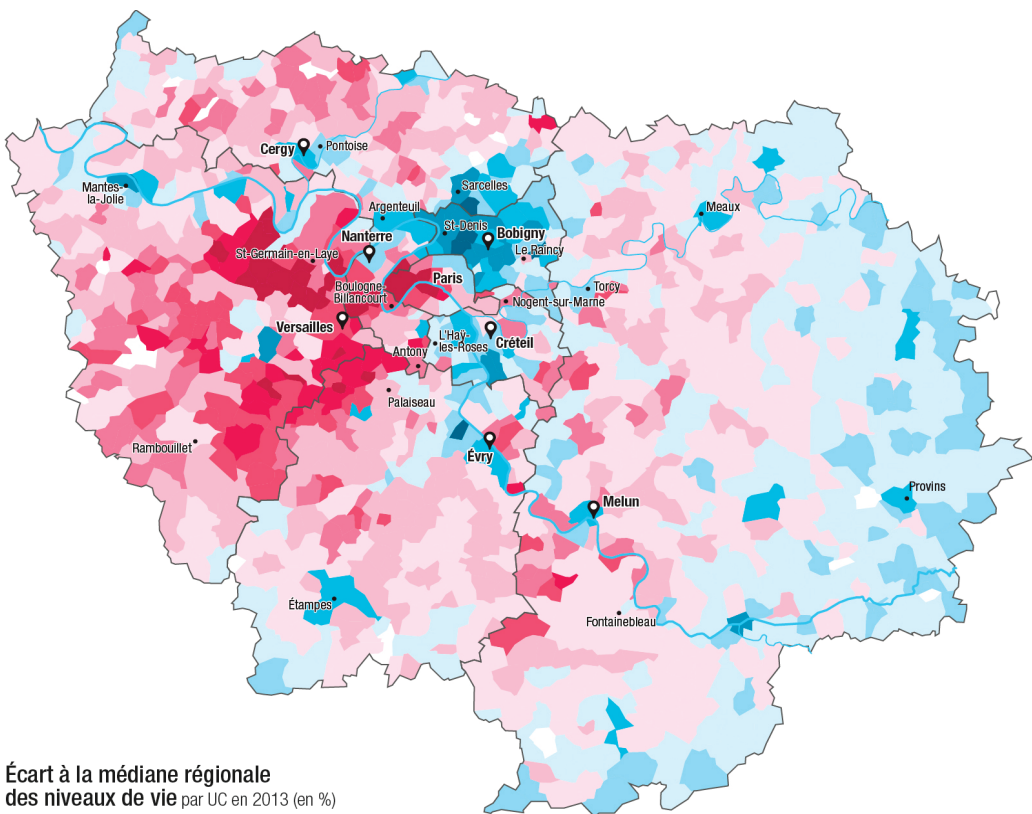 Cergy
Pontoise
Mantes-
la-Jolie
Sarcelles
Argenteuil
Meaux
St-Denis
Bobigny
Nanterre
St-Germain-en-Laye
Le Raincy
Paris
Boulogne-
Billancourt
Torcy
Nogent-sur-Marne
Versailles
L'Haÿ-
les-Roses
Créteil
Antony
Palaiseau
Rambouillet
Évry
Provins
Melun
Étampes
Fontainebleau
Écart à la médiane régionale
des niveaux de vie par UC en 2013 (en %)